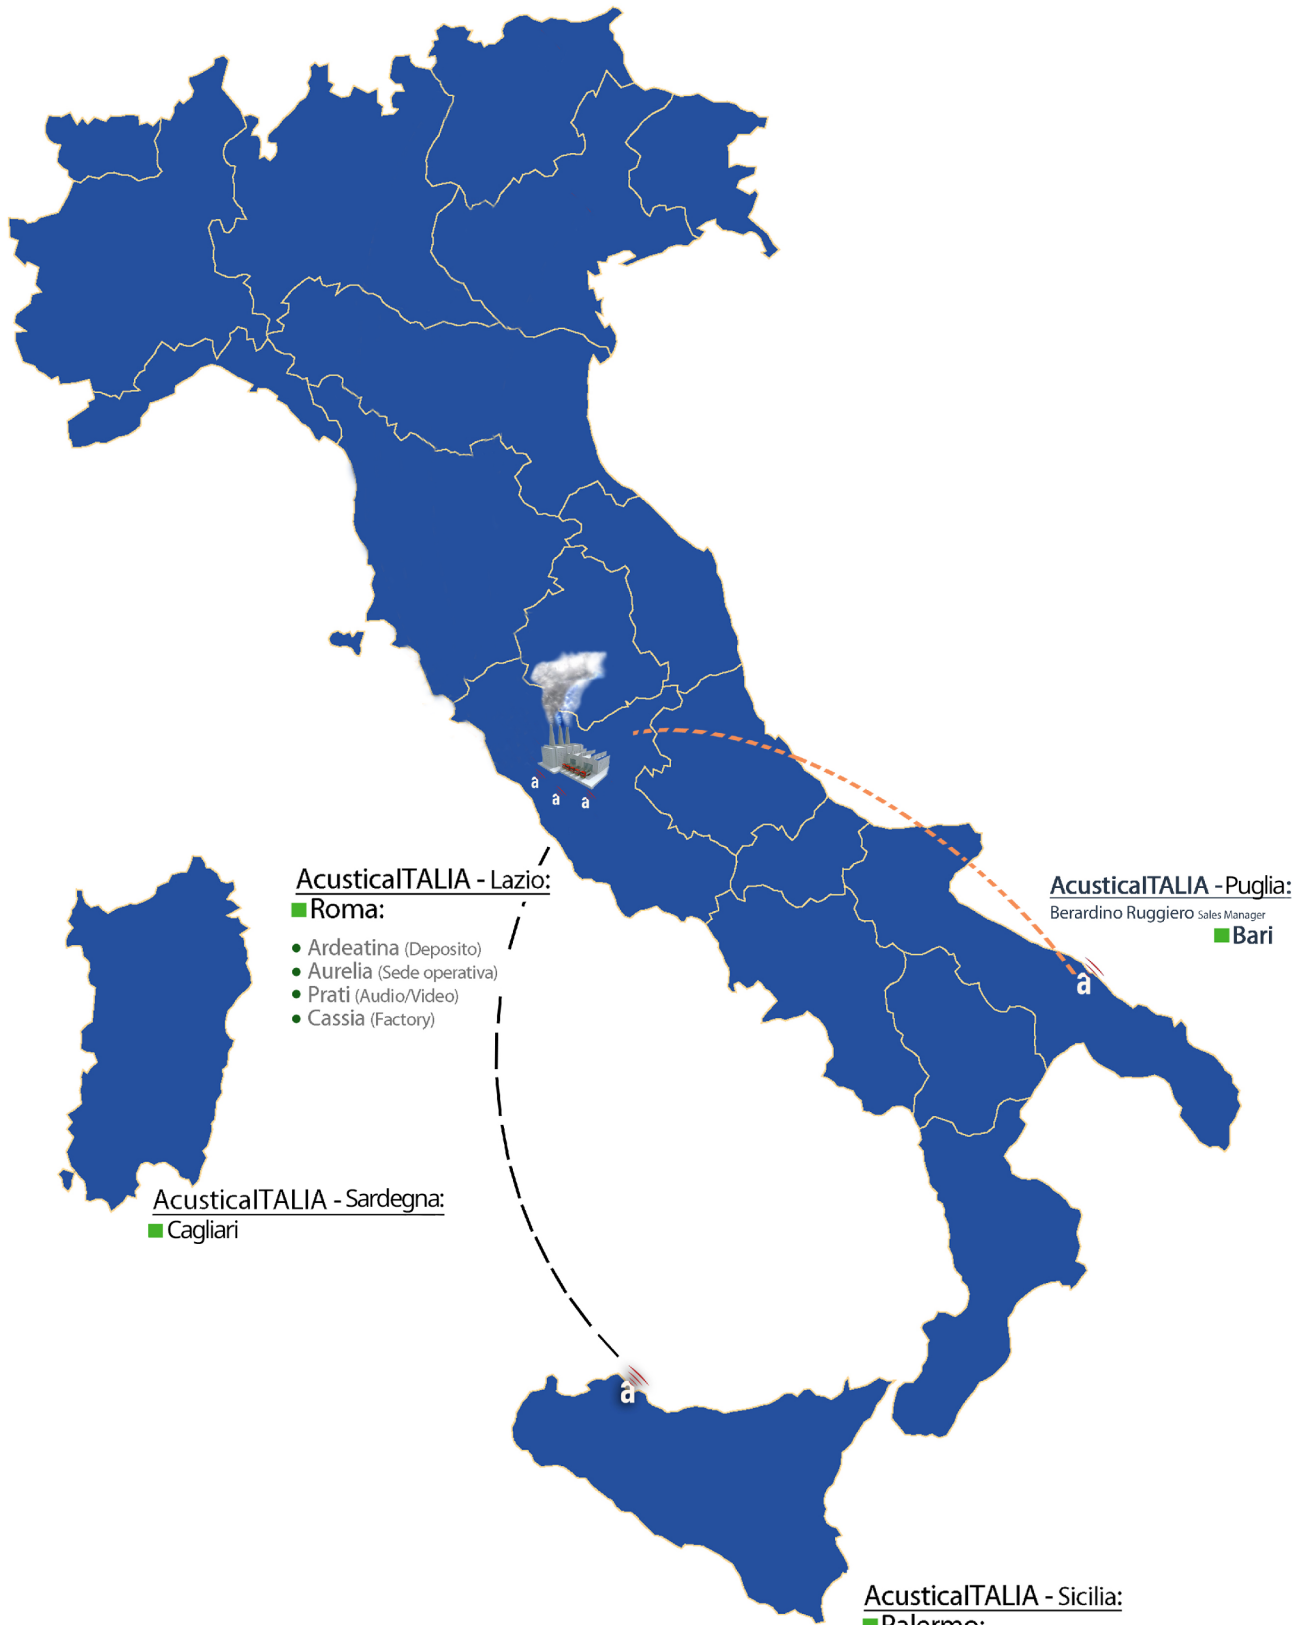 a
a
a
AcusticaITALIA - Lazio:
Roma:
Ardeatina (Deposito)
Aurelia (Sede operativa)
Prati (Audio/Video)
Cassia (Factory)
AcusticaITALIA - Puglia:
Berardino Ruggiero Sales Manager
Bari
a
AcusticaITALIA - Sardegna:
Cagliari
a
AcusticaITALIA - Sicilia:
Palermo: